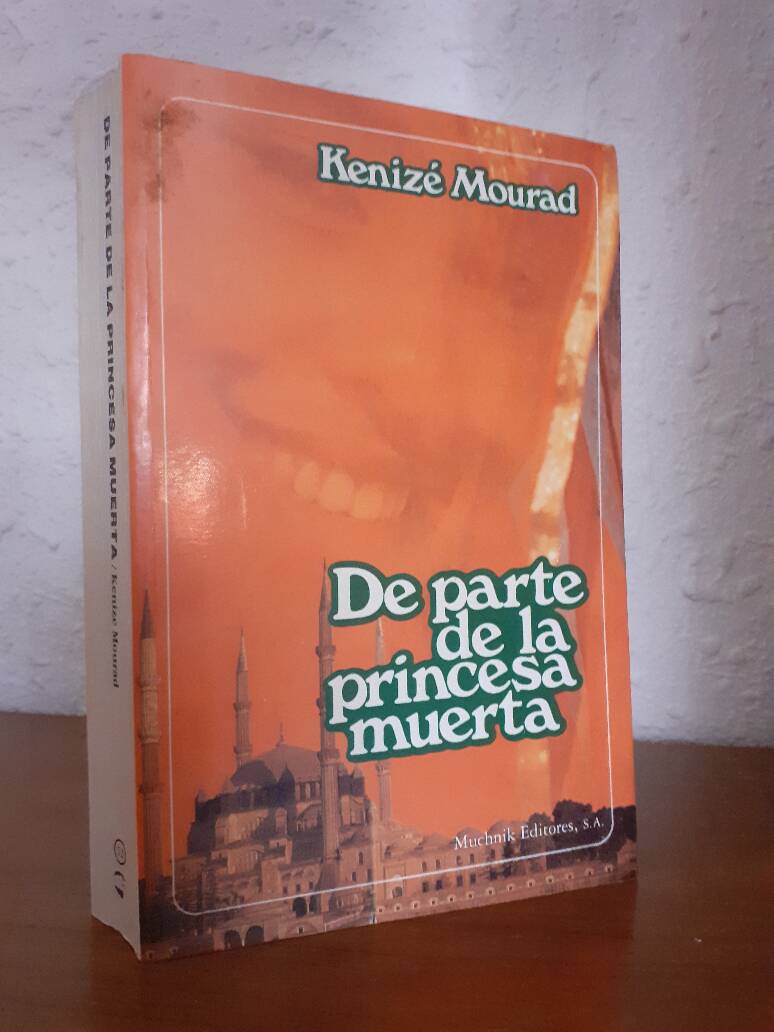 DE PARTE DE LA PRINCESA MUERTA / Kenizé Mourad
Kenizé Mourad
De parte
de la
princesa
muerta
Muchnik Editores, S.A.